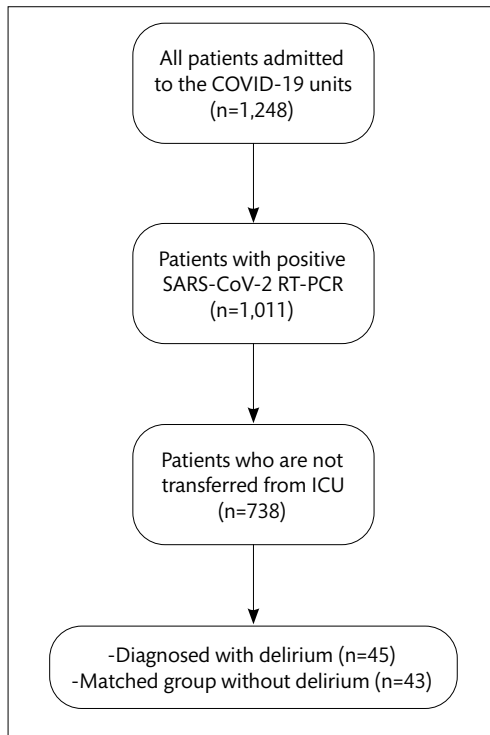 All patients admitted
to the COVID-19 units
(n=1,248)
Patients with positive
SARS-CoV-2 RT-PCR
(n=1,011)
Patients who are not
transferred from ICU
(n=738)
-Diagnosed with delirium (n=45)
-Matched group without delirium (n=43)